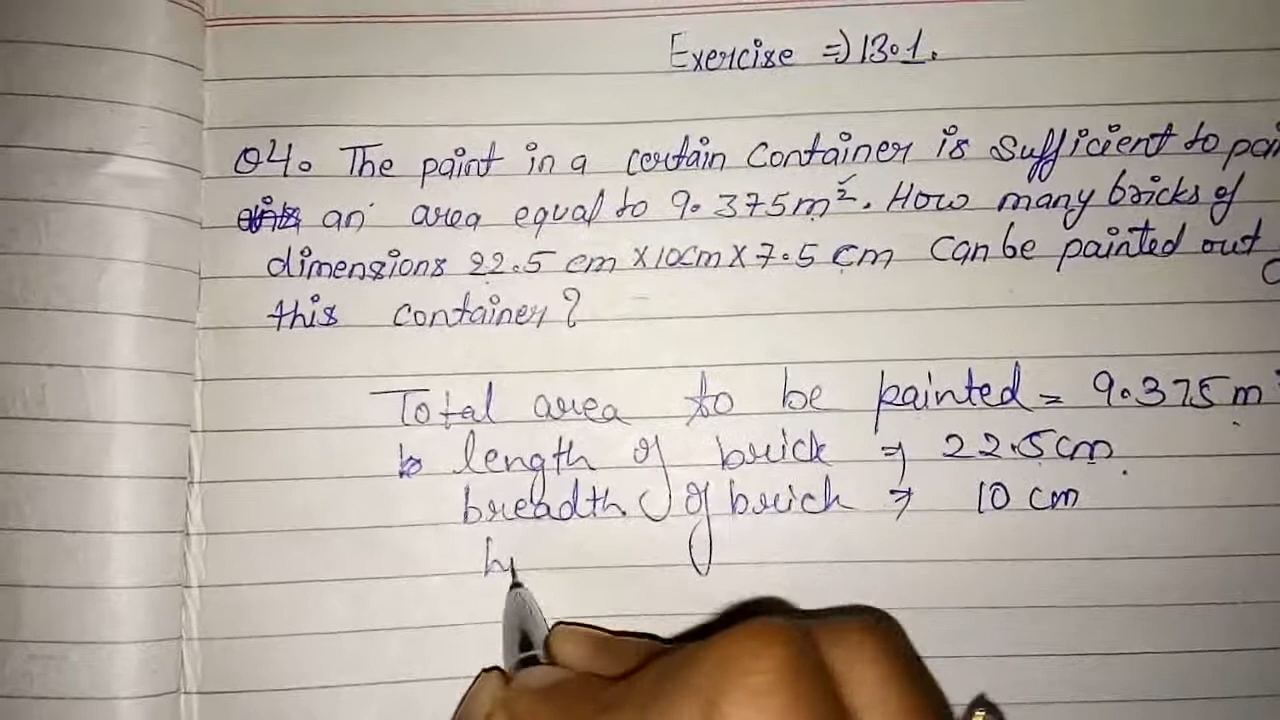 Exercise => 13.1.
Q4. The paint in a certain Container is Sufficient to pai
an area equal to 9.375m². How many bricks of
dimensions 22.5 cm x 10cm x 7.5 cm Can be painted out
this container?
Total area to be painted = 9.375 m
length of brick => 22.5cm.
breadth of brick => 10 cm
h